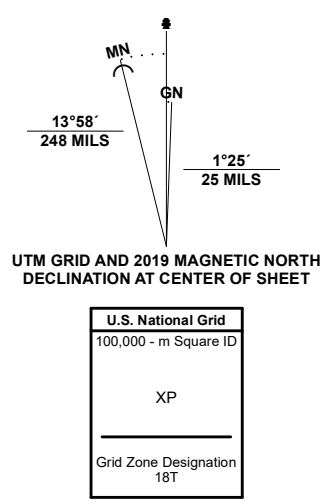 MN
GN
13°58´
248 MILS
1°25´
25 MILS
UTM GRID AND 2019 MAGNETIC NORTH
DECLINATION AT CENTER OF SHEET
U.S. National Grid
100,000 - m Square ID
XP
Grid Zone Designation
18T